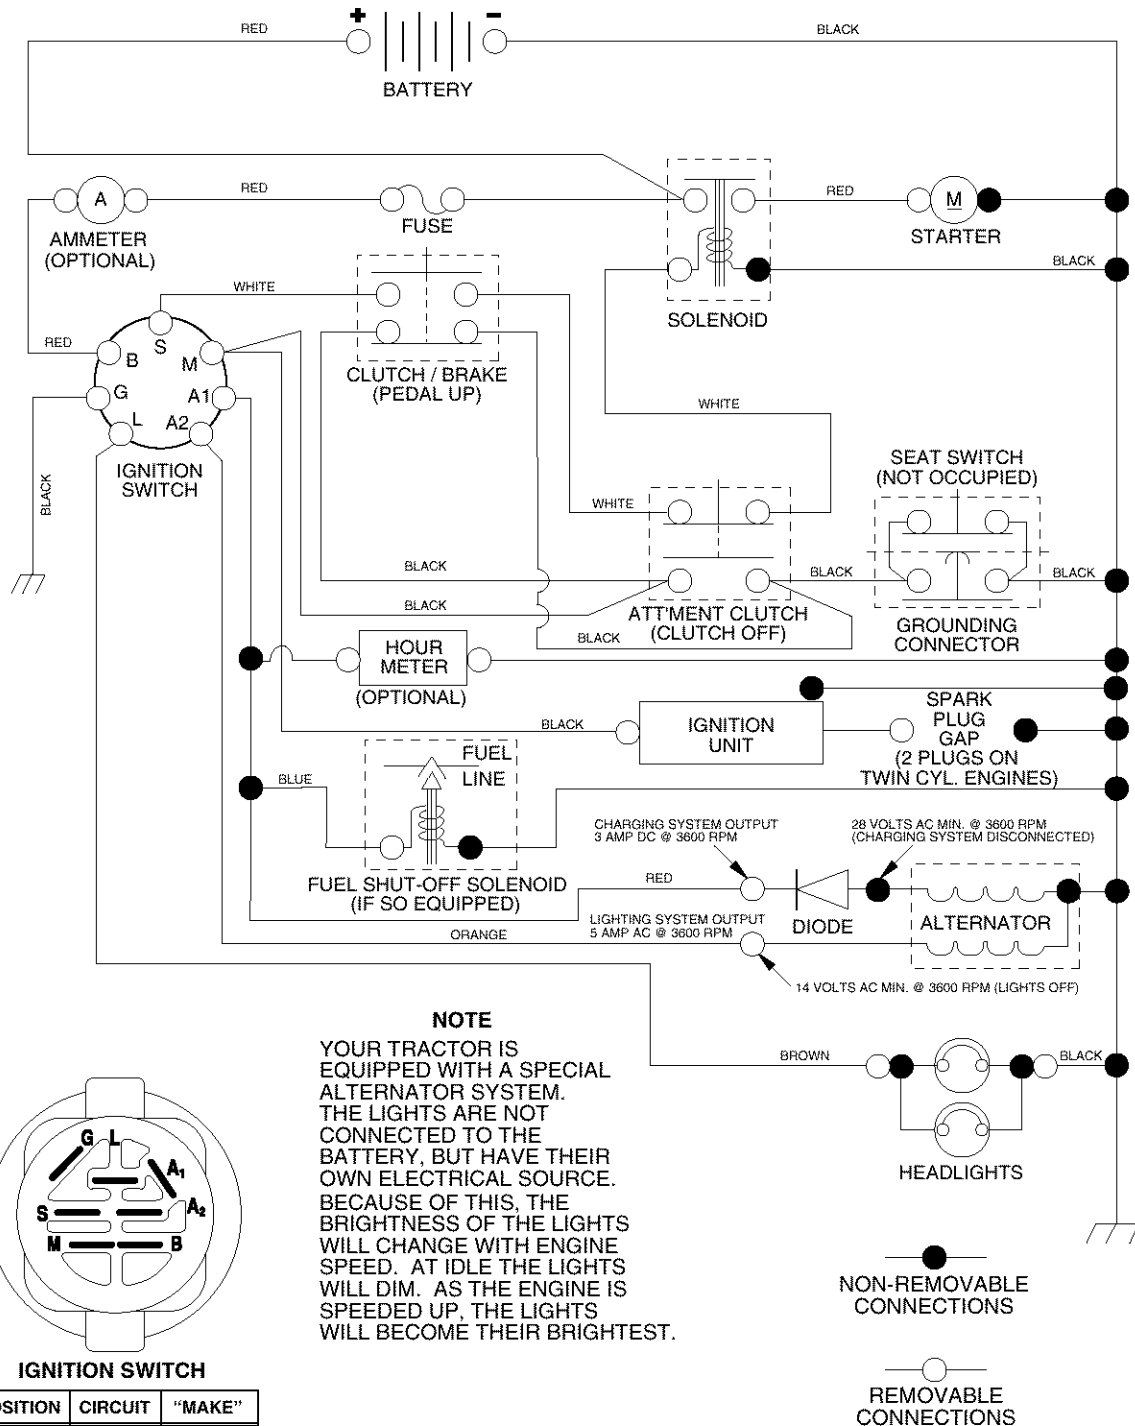 +
−
RED
BLACK
BATTERY
RED
A
AMMETER
(OPTIONAL)
FUSE
RED
M
STARTER
BLACK
SOLENOID
WHITE
RED
S
B
M
G
A1
L
A2
IGNITION
SWITCH
BLACK
CLUTCH / BRAKE
(PEDAL UP)
WHITE
WHITE
SEAT SWITCH
(NOT OCCUPIED)
BLACK
BLACK
BLACK
BLACK
BLACK
ATT'MENT CLUTCH
(CLUTCH OFF)
GROUNDING
CONNECTOR
HOUR
METER
(OPTIONAL)
BLACK
IGNITION
UNIT
SPARK
PLUG
GAP
(2 PLUGS ON
TWIN CYL. ENGINES)
FUEL
LINE
BLUE
FUEL SHUT-OFF SOLENOID
(IF SO EQUIPPED)
CHARGING SYSTEM OUTPUT
3 AMP DC @ 3600 RPM
28 VOLTS AC MIN. @ 3600 RPM
(CHARGING SYSTEM DISCONNECTED)
RED
DIODE
ALTERNATOR
LIGHTING SYSTEM OUTPUT
5 AMP AC @ 3600 RPM
ORANGE
14 VOLTS AC MIN. @ 3600 RPM (LIGHTS OFF)
BROWN
BLACK
HEADLIGHTS
NOTE
YOUR TRACTOR IS
EQUIPPED WITH A SPECIAL
ALTERNATOR SYSTEM.
THE LIGHTS ARE NOT
CONNECTED TO THE
BATTERY, BUT HAVE THEIR
OWN ELECTRICAL SOURCE.
BECAUSE OF THIS, THE
BRIGHTNESS OF THE LIGHTS
WILL CHANGE WITH ENGINE
SPEED. AT IDLE THE LIGHTS
WILL DIM. AS THE ENGINE IS
SPEEDED UP, THE LIGHTS
WILL BECOME THEIR BRIGHTEST.
G L
A1
A2
S
M
B
IGNITION SWITCH
CIRCUIT "MAKE"
NON-REMOVABLE
CONNECTIONS
REMOVABLE
CONNECTIONS